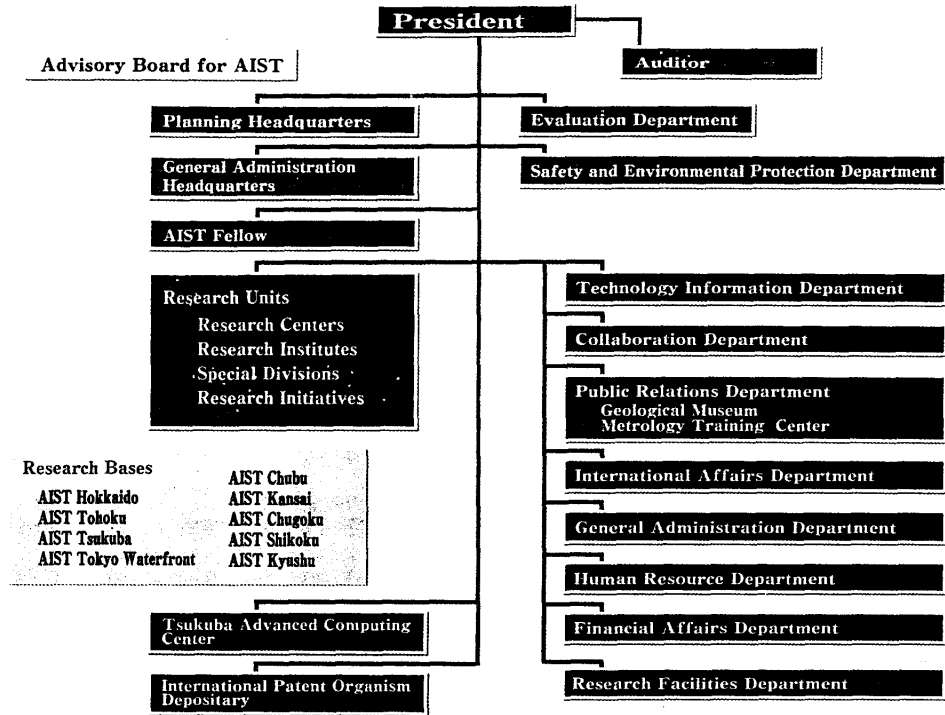 President
Advisory Board for AIST
Auditor
Planning Headquarters
Evaluation Department
General Administration
Headquarters
Safety and Environmental Protection Department
AIST Fellow
Research Units
Research Centers
Research Institutes
Special Divisions
Research Initiatives
Technology Information Department
Collaboration Department
Public Relations Department
Geological Museum
Metrology Training Center
International Affairs Department
General Administration Department
Human Resource Department
Financial Affairs Department
Research Facilities Department
Research Bases
AIST Hokkaido
AIST Tohoku
AIST Tsukuba
AIST Tokyo Waterfront
AIST Chubu
AIST Kansai
AIST Chugoku
AIST Shikoku
AIST Kyushu
Tsukuba Advanced Computing
Center
International Patent Organism
Depositary